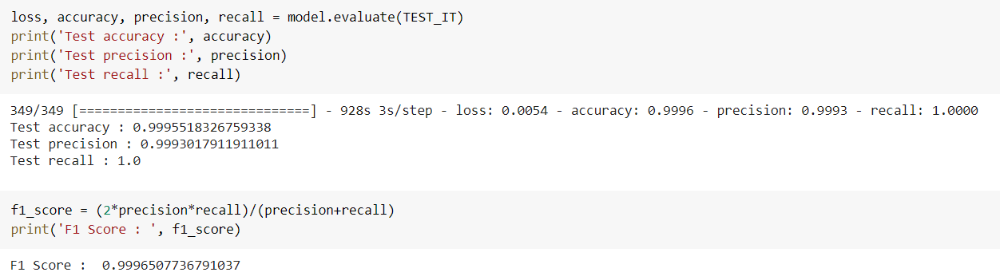 loss, accuracy, precision, recall = model.evaluate(TEST_IT)
print('Test accuracy :', accuracy)
print('Test precision :', precision)
print('Test recall :', recall)
349/349 [==============================] - 928s 3s/step - loss: 0.0054 - accuracy: 0.9996 - precision: 0.9993 - recall: 1.0000
Test accuracy : 0.9995518326759338
Test precision : 0.9993017911911011
Test recall : 1.0
f1_score = (2*precision*recall)/(precision+recall)
print('F1 Score : ', f1_score)
F1 Score :  0.9996507736791037